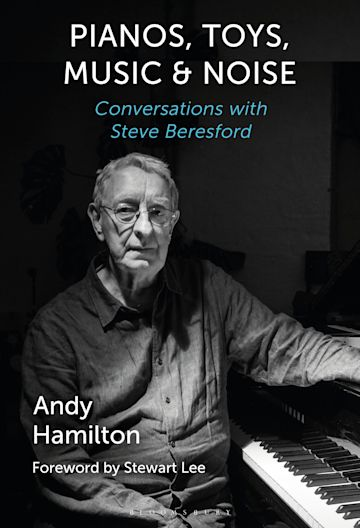 PIANOS, TOYS,
MUSIC & NOISE
Conversations with
Steve Beresford
Andy
Hamilton
Foreword by Stewart Lee
BLOOMSBURY